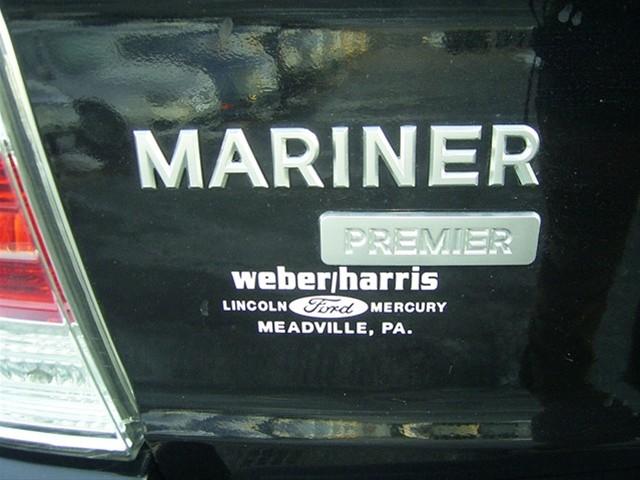 MARINER
PREMIER
weber/harris
LINCOLN Ford MERCURY
MEADVILLE, PA.